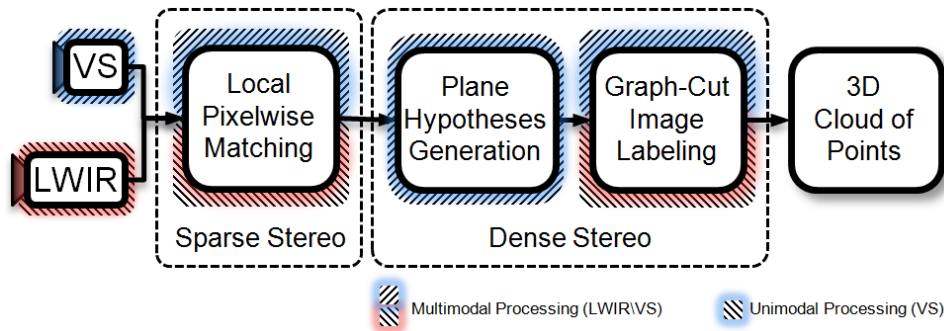 VS
LWIR
Local
Pixelwise
Matching
Sparse Stereo
Plane
Hypotheses
Generation
Graph-Cut
Image
Labeling
Dense Stereo
3D
Cloud of
Points
Multimodal Processing (LWIR\VS)
Unimodal Processing (VS)